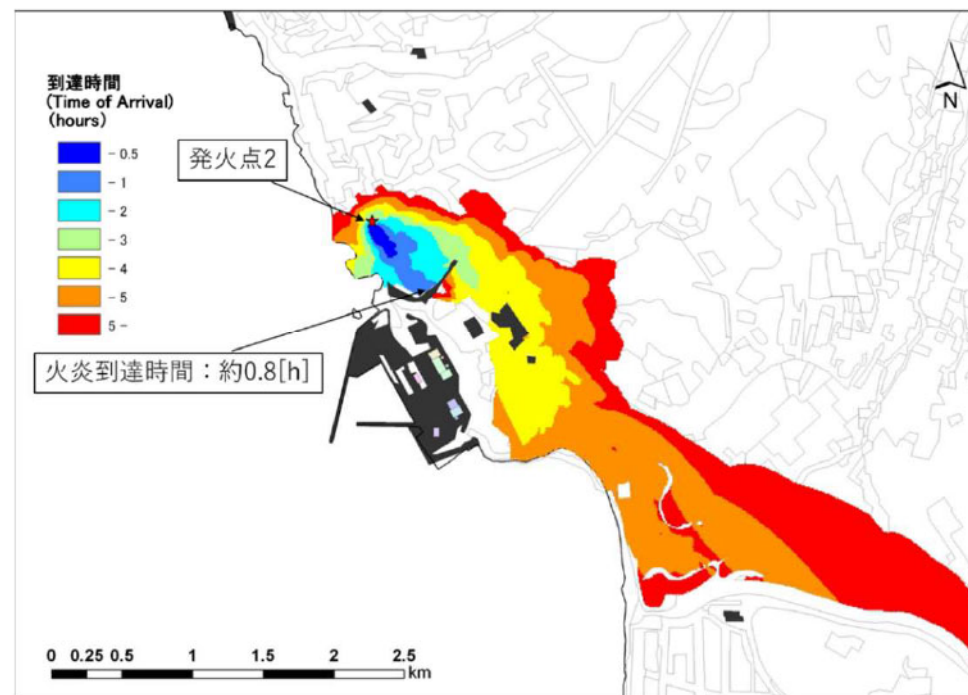 到達時間
(Time of Arrival)
(hours)
- 0.5
- 1
- 2
- 3
- 4
- 5
5 -
発火点2
火炎到達時間：約0.8[h]
N
0 0.25 0.5 1 1.5 2 2.5
km